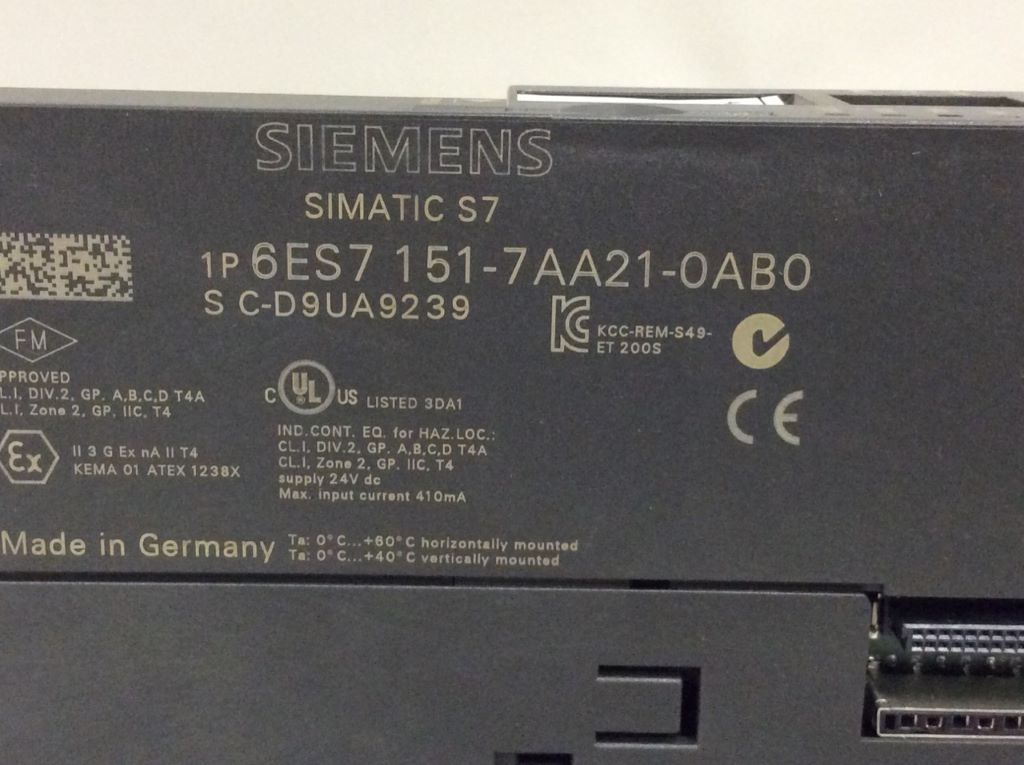 SIEMENS
SIMATIC S7
1P 6ES7 151-7AA21-0AB0
S C-D9UA9239
KCC-REM-S49-
ET 200S
FM
PPROVED
L.I, DIV.2, GP. A,B,C,D T4A
L.I, Zone 2, GP, IIC, T4
C UL US LISTED 3DA1
IND.CONT. EQ. for HAZ.LOC.:
CL.I, DIV.2, GP. A,B,C,D T4A
CL.I, Zone 2, GP. IIC, T4
supply 24V dc
Max. input current 410mA
CE
Ex
II 3 G Ex nA II T4
KEMA 01 ATEX 1238X
Made in Germany
Ta: 0°C...+60°C horizontally mounted
Ta: 0°C...+40°C vertically mounted